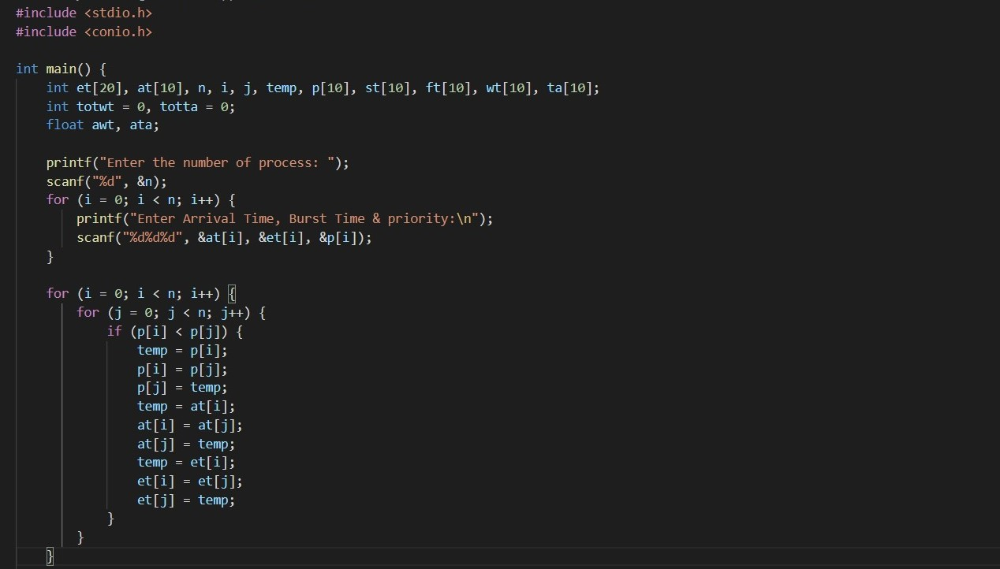 #include <stdio.h>
#include <conio.h>

int main() {
    int et[20], at[10], n, i, j, temp, p[10], st[10], ft[10], wt[10], ta[10];
    int totwt = 0, totta = 0;
    float awt, ata;

    printf("Enter the number of process: ");
    scanf("%d", &n);
    for (i = 0; i < n; i++) {
        printf("Enter Arrival Time, Burst Time & priority:\n");
        scanf("%d%d%d", &at[i], &et[i], &p[i]);
    }

    for (i = 0; i < n; i++) {
        for (j = 0; j < n; j++) {
            if (p[i] < p[j]) {
                temp = p[i];
                p[i] = p[j];
                p[j] = temp;
                temp = at[i];
                at[i] = at[j];
                at[j] = temp;
                temp = et[i];
                et[i] = et[j];
                et[j] = temp;
            }
        }
    }